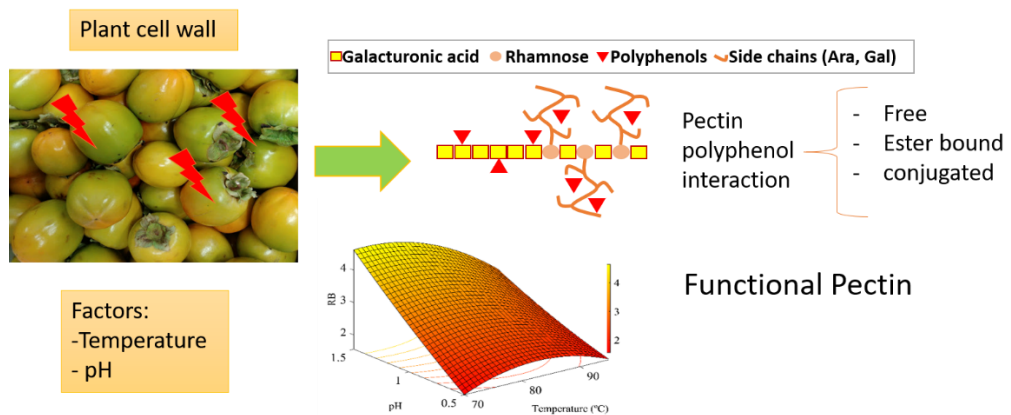 Plant cell wall
Galacturonic acid Rhamnose Polyphenols Side chains (Ara, Gal)
Pectin
polyphenol
interaction
- Free
- Ester bound
- conjugated
Factors:
-Temperature
- pH
RB
4
3
2
1.5
1
0.5
pH
70
80
90
Temperature (ºC)
4
3
2
Functional Pectin